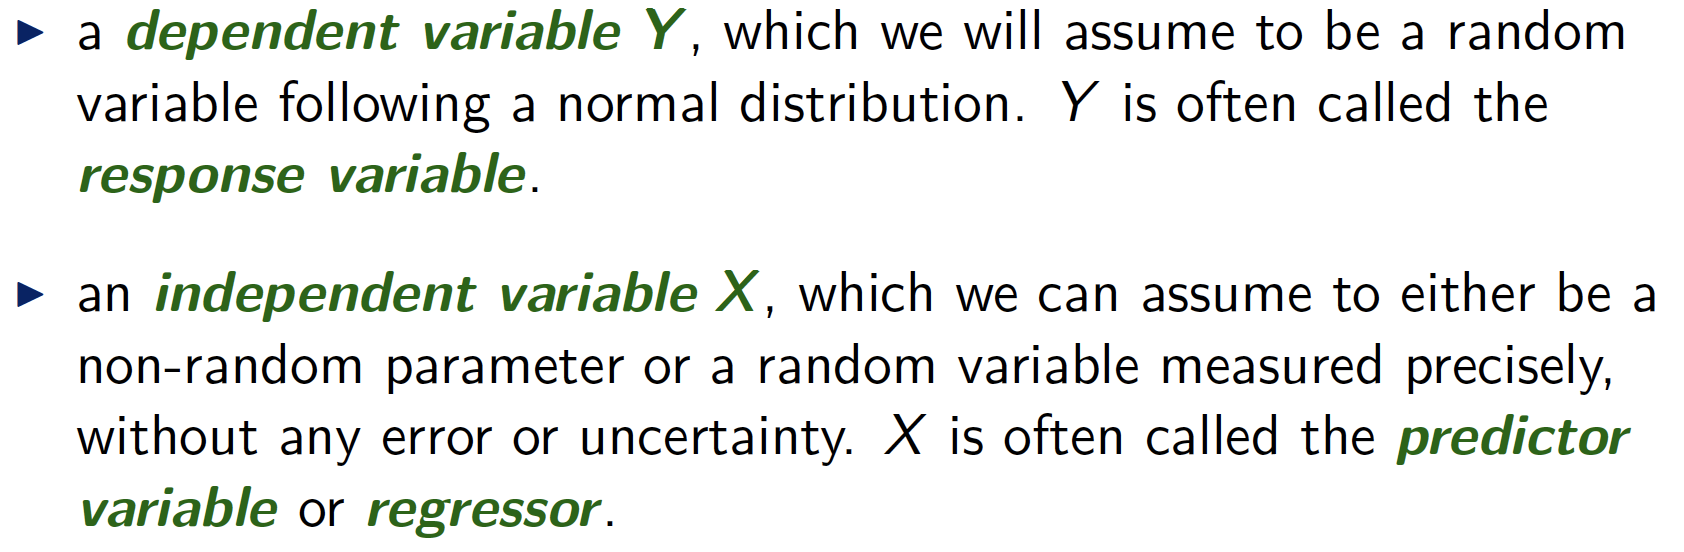 ▶ a dependent variable Y, which we will assume to be a random
variable following a normal distribution. Y is often called the
response variable.
▶ an independent variable X, which we can assume to either be a
non-random parameter or a random variable measured precisely,
without any error or uncertainty. X is often called the predictor
variable or regressor.